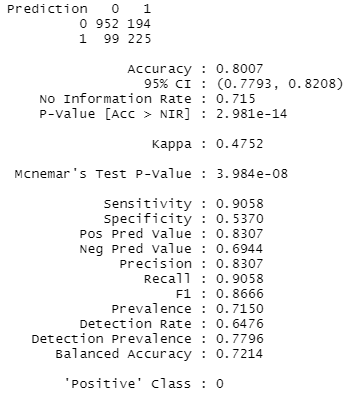 Prediction 0 1
0 952 194
1 99 225
Accuracy : 0.8007
95% CI : (0.7793, 0.8208)
No Information Rate : 0.715
P-Value [Acc > NIR] : 2.981e-14
Kappa : 0.4752
Mcnemar's Test P-Value : 3.984e-08
Sensitivity : 0.9058
Specificity : 0.5370
Pos Pred Value : 0.8307
Neg Pred Value : 0.6944
Precision : 0.8307
Recall : 0.9058
F1 : 0.8666
Prevalence : 0.7150
Detection Rate : 0.6476
Detection Prevalence : 0.7796
Balanced Accuracy : 0.7214
'Positive' Class : 0